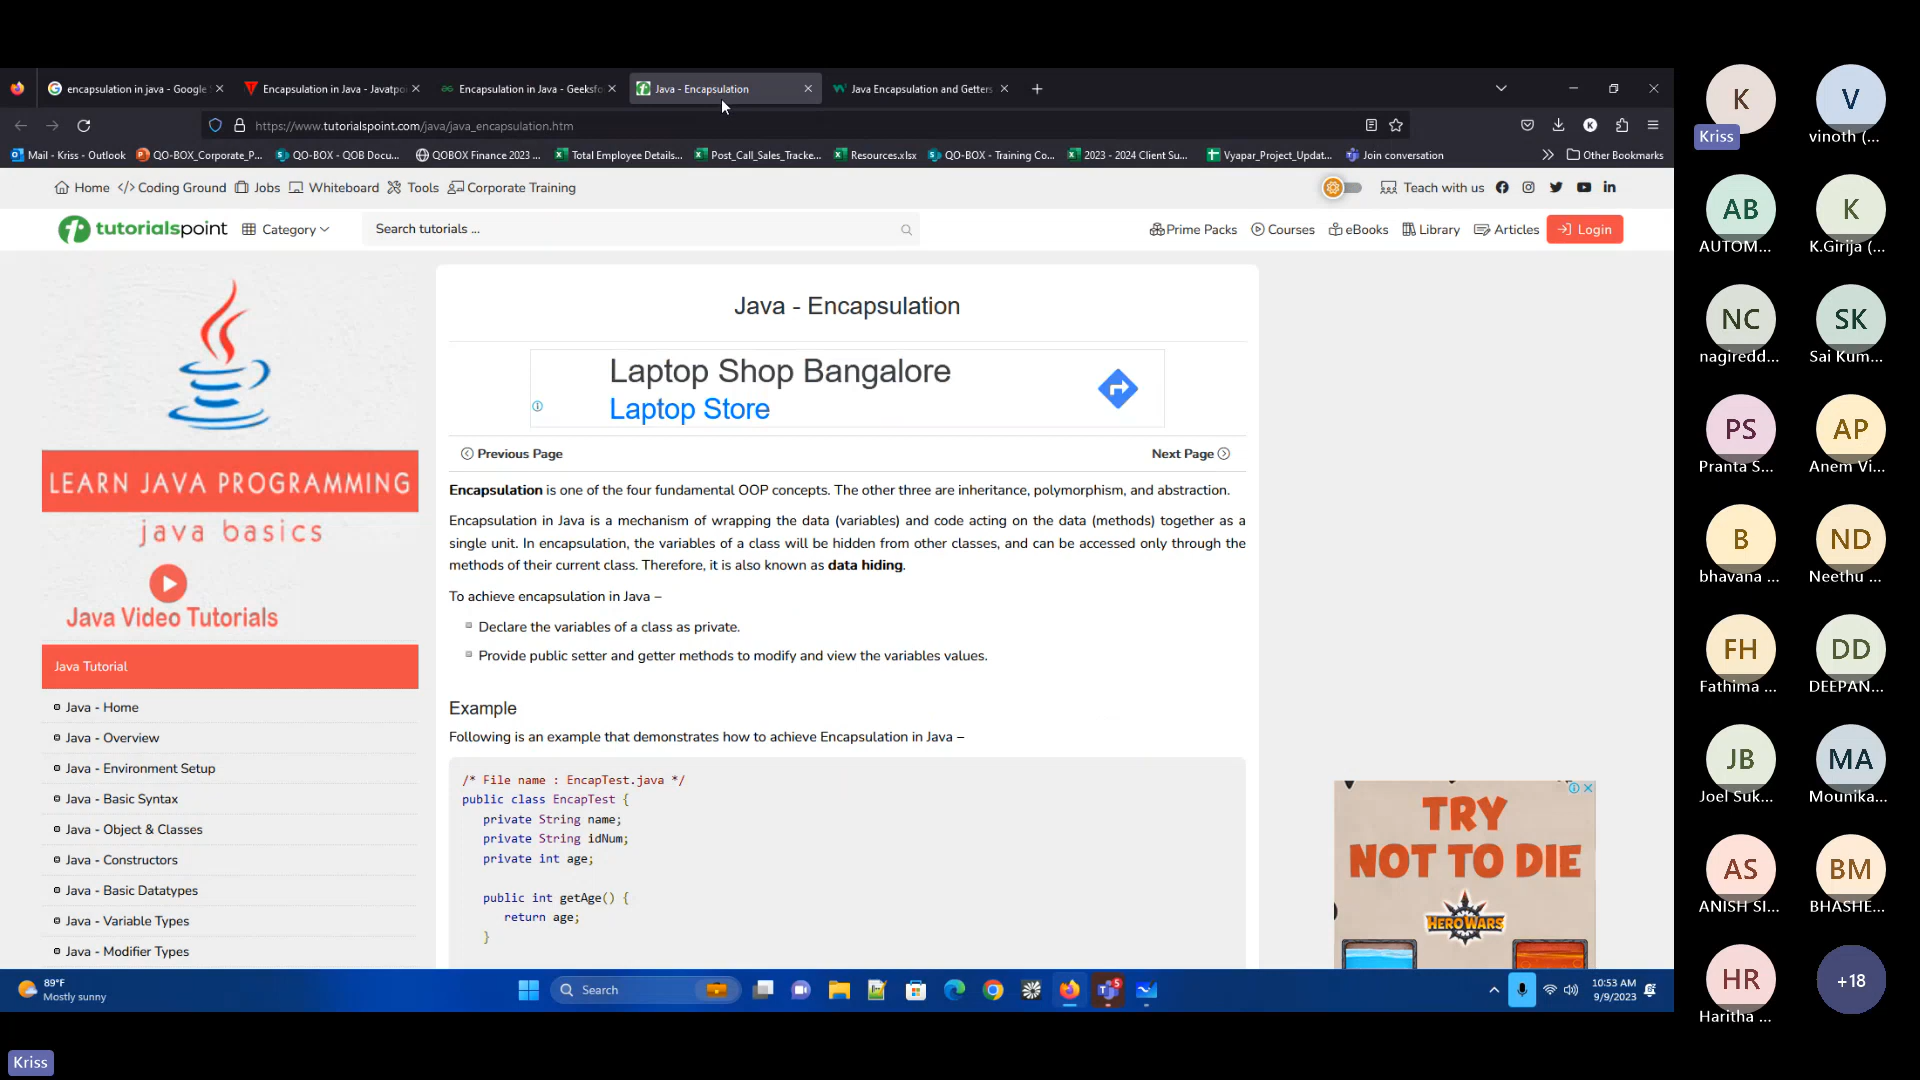 encapsulation in java - Google
Encapsulation in Java - Javatpoi
Encapsulation in Java - Geeksfo
Java - Encapsulation
Java Encapsulation and Getters
https://www.tutorialspoint.com/java/java_encapsulation.htm
K
Mail - Kriss - Outlook
QO-BOX_Corporate_P...
QO-BOX - QOB Docu...
QOBOX Finance 2023 ...
Total Employee Details...
Post_Call_Sales_Tracke...
Resources.xlsx
QO-BOX - Training Co...
2023 - 2024 Client Su...
Vyapar_Project_Updat...
Join conversation
Other Bookmarks
Home </> Coding Ground Jobs Whiteboard Tools Corporate Training
Teach with us
tutorialspoint Category
Search tutorials ...
Prime Packs Courses eBooks Library Articles Login
LEARN JAVA PROGRAMMING
java basics
Java Video Tutorials
Java Tutorial
Java - Home
Java - Overview
Java - Environment Setup
Java - Basic Syntax
Java - Object & Classes
Java - Constructors
Java - Basic Datatypes
Java - Variable Types
Java - Modifier Types
Java - Encapsulation
Laptop Shop Bangalore
Laptop Store
Previous Page
Next Page
Encapsulation is one of the four fundamental OOP concepts. The other three are inheritance, polymorphism, and abstraction.
Encapsulation in Java is a mechanism of wrapping the data (variables) and code acting on the data (methods) together as a
single unit. In encapsulation, the variables of a class will be hidden from other classes, and can be accessed only through the
methods of their current class. Therefore, it is also known as data hiding.
To achieve encapsulation in Java –
Declare the variables of a class as private.
Provide public setter and getter methods to modify and view the variables values.
Example
Following is an example that demonstrates how to achieve Encapsulation in Java –
/* File name : EncapTest.java */
public class EncapTest {
private String name;
private String idNum;
private int age;
public int getAge() {
return age;
}
TRY
NOT TO DIE
HERO WARS
89°F
Mostly sunny
Search
5
10:53 AM
9/9/2023
K
Kriss
V
vinoth (...
AB
AUTOM...
K
K.Girija (...
NC
nagiredd...
SK
Sai Kum...
PS
Pranta S...
AP
Anem Vi...
B
bhavana ...
ND
Neethu ...
FH
Fathima ...
DD
DEEPAN...
JB
Joel Suk...
MA
Mounika...
AS
ANISH SI...
BM
BHASHE...
HR
Haritha ...
+18
Kriss